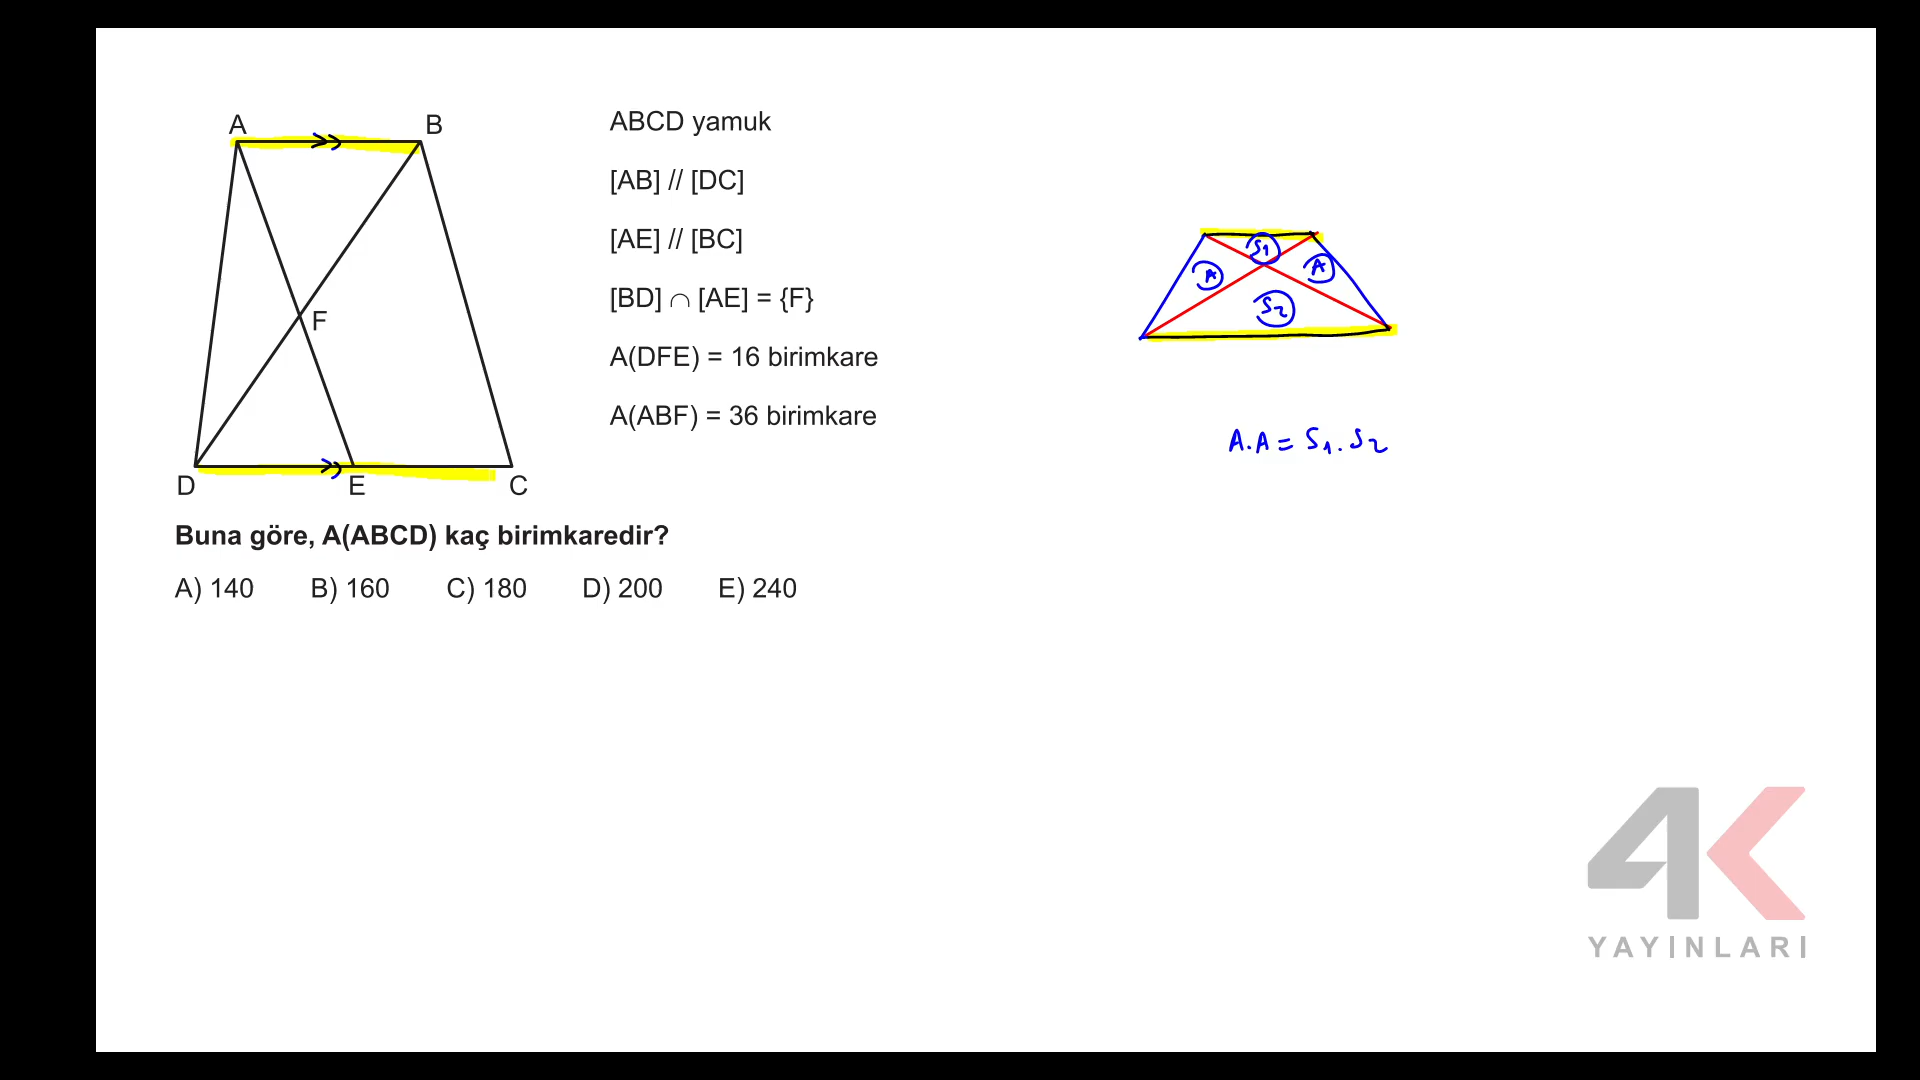 A B
F
D E C
ABCD yamuk
[AB] // [DC]
[AE] // [BC]
[BD] ∩ [AE] = {F}
A(DFE) = 16 birimkare
A(ABF) = 36 birimkare
Buna göre, A(ABCD) kaç birimkaredir?
A) 140 B) 160 C) 180 D) 200 E) 240
S1
A A
S2
A.A = S1.S2
4K
YAYINLARI